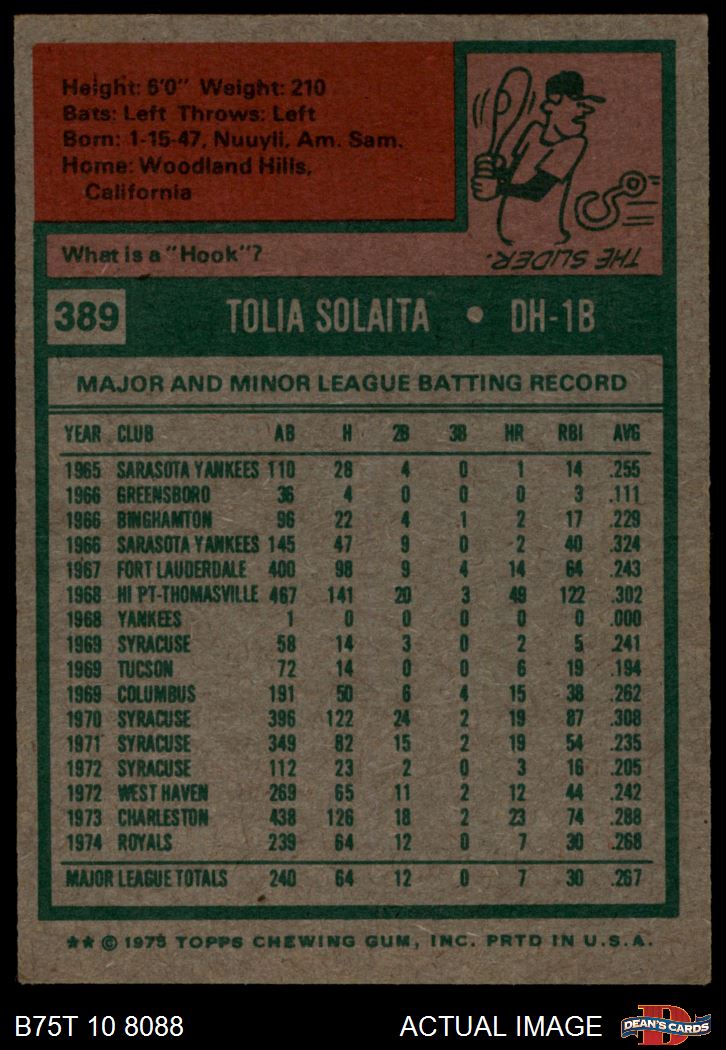 Height: 6'0" Weight: 210
Bats: Left Throws: Left
Born: 1-15-47, Nuuyli, Am. Sam.
Home: Woodland Hills,
California
What is a "Hook"?
THE SLIDER.
389 TOLIA SOLAITA • DH-1B
MAJOR AND MINOR LEAGUE BATTING RECORD
YEAR CLUB AB H 2B 3B HR RBI AVG
1965 SARASOTA YANKEES 110 28 4 0 1 14 .255
1966 GREENSBORO 36 4 0 0 0 3 .111
1966 BINGHAMTON 96 22 4 1 2 17 .229
1966 SARASOTA YANKEES 145 47 9 0 2 40 .324
1967 FORT LAUDERDALE 400 98 9 4 14 64 .243
1968 HI PT-THOMASVILLE 467 141 20 3 49 122 .302
1968 YANKEES 1 0 0 0 0 0 .000
1969 SYRACUSE 58 14 3 0 2 5 .241
1969 TUCSON 72 14 0 0 6 19 .194
1969 COLUMBUS 191 50 6 4 15 38 .262
1970 SYRACUSE 396 122 24 2 19 87 .308
1971 SYRACUSE 349 82 15 2 19 54 .235
1972 SYRACUSE 112 23 2 0 3 16 .205
1972 WEST HAVEN 269 65 11 2 12 44 .242
1973 CHARLESTON 438 126 18 2 23 74 .288
1974 ROYALS 239 64 12 0 7 30 .268
MAJOR LEAGUE TOTALS 240 64 12 0 7 30 .267
★★ © 1975 TOPPS CHEWING GUM, INC. PRTD IN U.S.A.
B75T 10 8088 ACTUAL IMAGE
B
DEAN'S CARDS